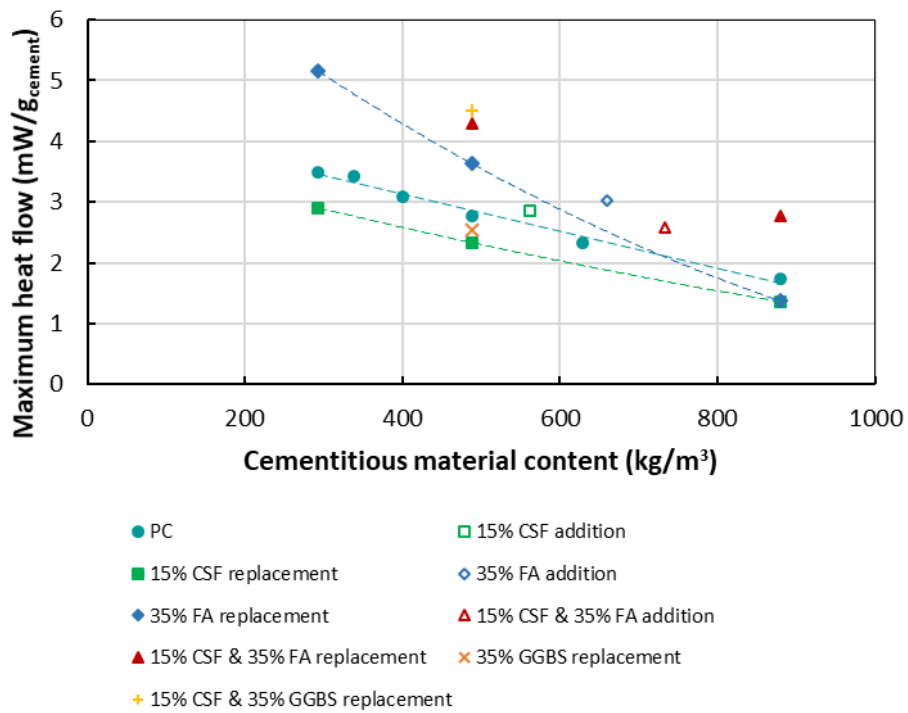 Maximum heat flow (mW/g_cement)
6
5
4
3
2
1
0
0 200 400 600 800 1000
Cementitious material content (kg/m³)
PC 15% CSF addition
15% CSF replacement 35% FA addition
35% FA replacement 15% CSF & 35% FA addition
15% CSF & 35% FA replacement 35% GGBS replacement
15% CSF & 35% GGBS replacement